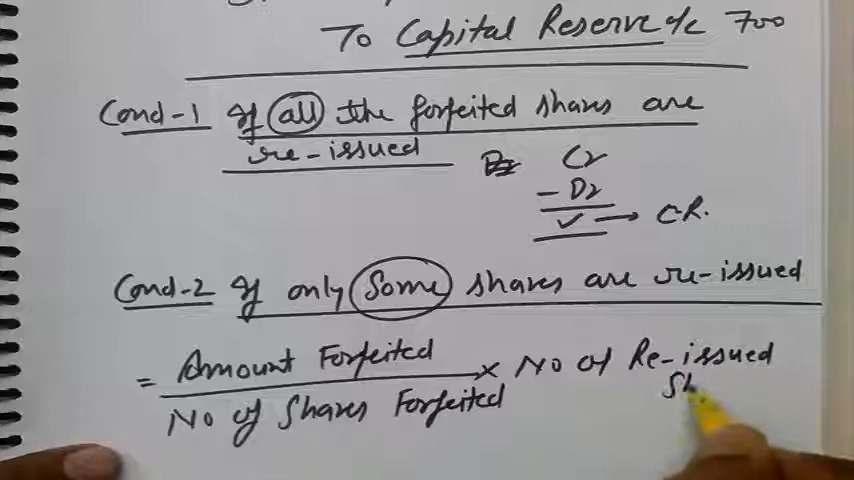 To Capital Reserve a/c 700
Cond-1 If all the forfeited shares are
re-issued
Cr
- Dr
✓ → C.R.
Cond-2 If only Some shares are re-issued
= Amount Forfeited × No of Re-issued
No of Shares Forfeited Sh